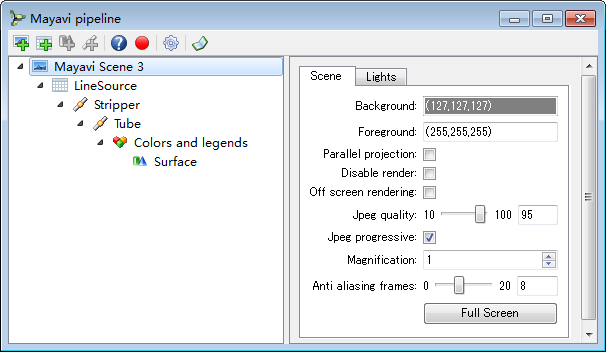 Mayavi pipeline
Mayavi Scene 3
LineSource
Stripper
Tube
Colors and legends
Surface
Scene Lights
Background: (127,127,127)
Foreground: (255,255,255)
Parallel projection:
Disable render:
Off screen rendering:
Jpeg quality: 10 100 95
Jpeg progressive:
Magnification: 1
Anti aliasing frames: 0 20 8
Full Screen